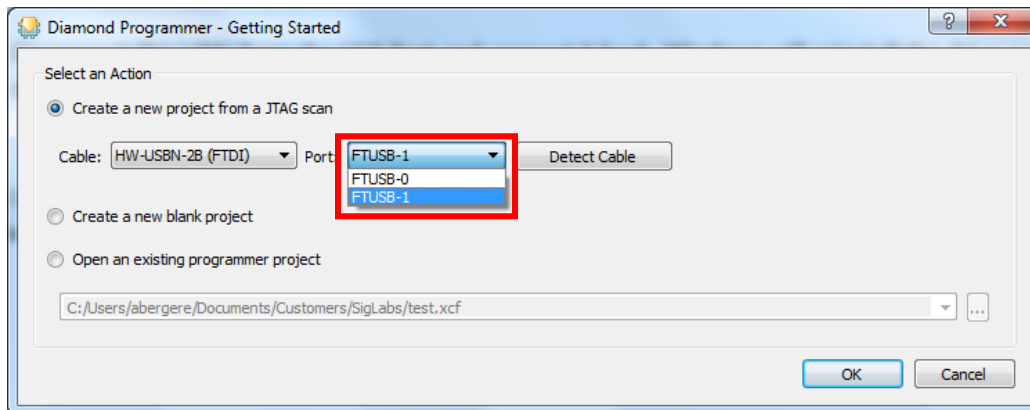 Diamond Programmer - Getting Started
Select an Action
Create a new project from a JTAG scan
Cable: HW-USBN-2B (FTDI) Port: FTUSB-1 Detect Cable
FTUSB-0
FTUSB-1
Create a new blank project
Open an existing programmer project
C:/Users/abergere/Documents/Customers/SigLabs/test.xcf ...
OK Cancel